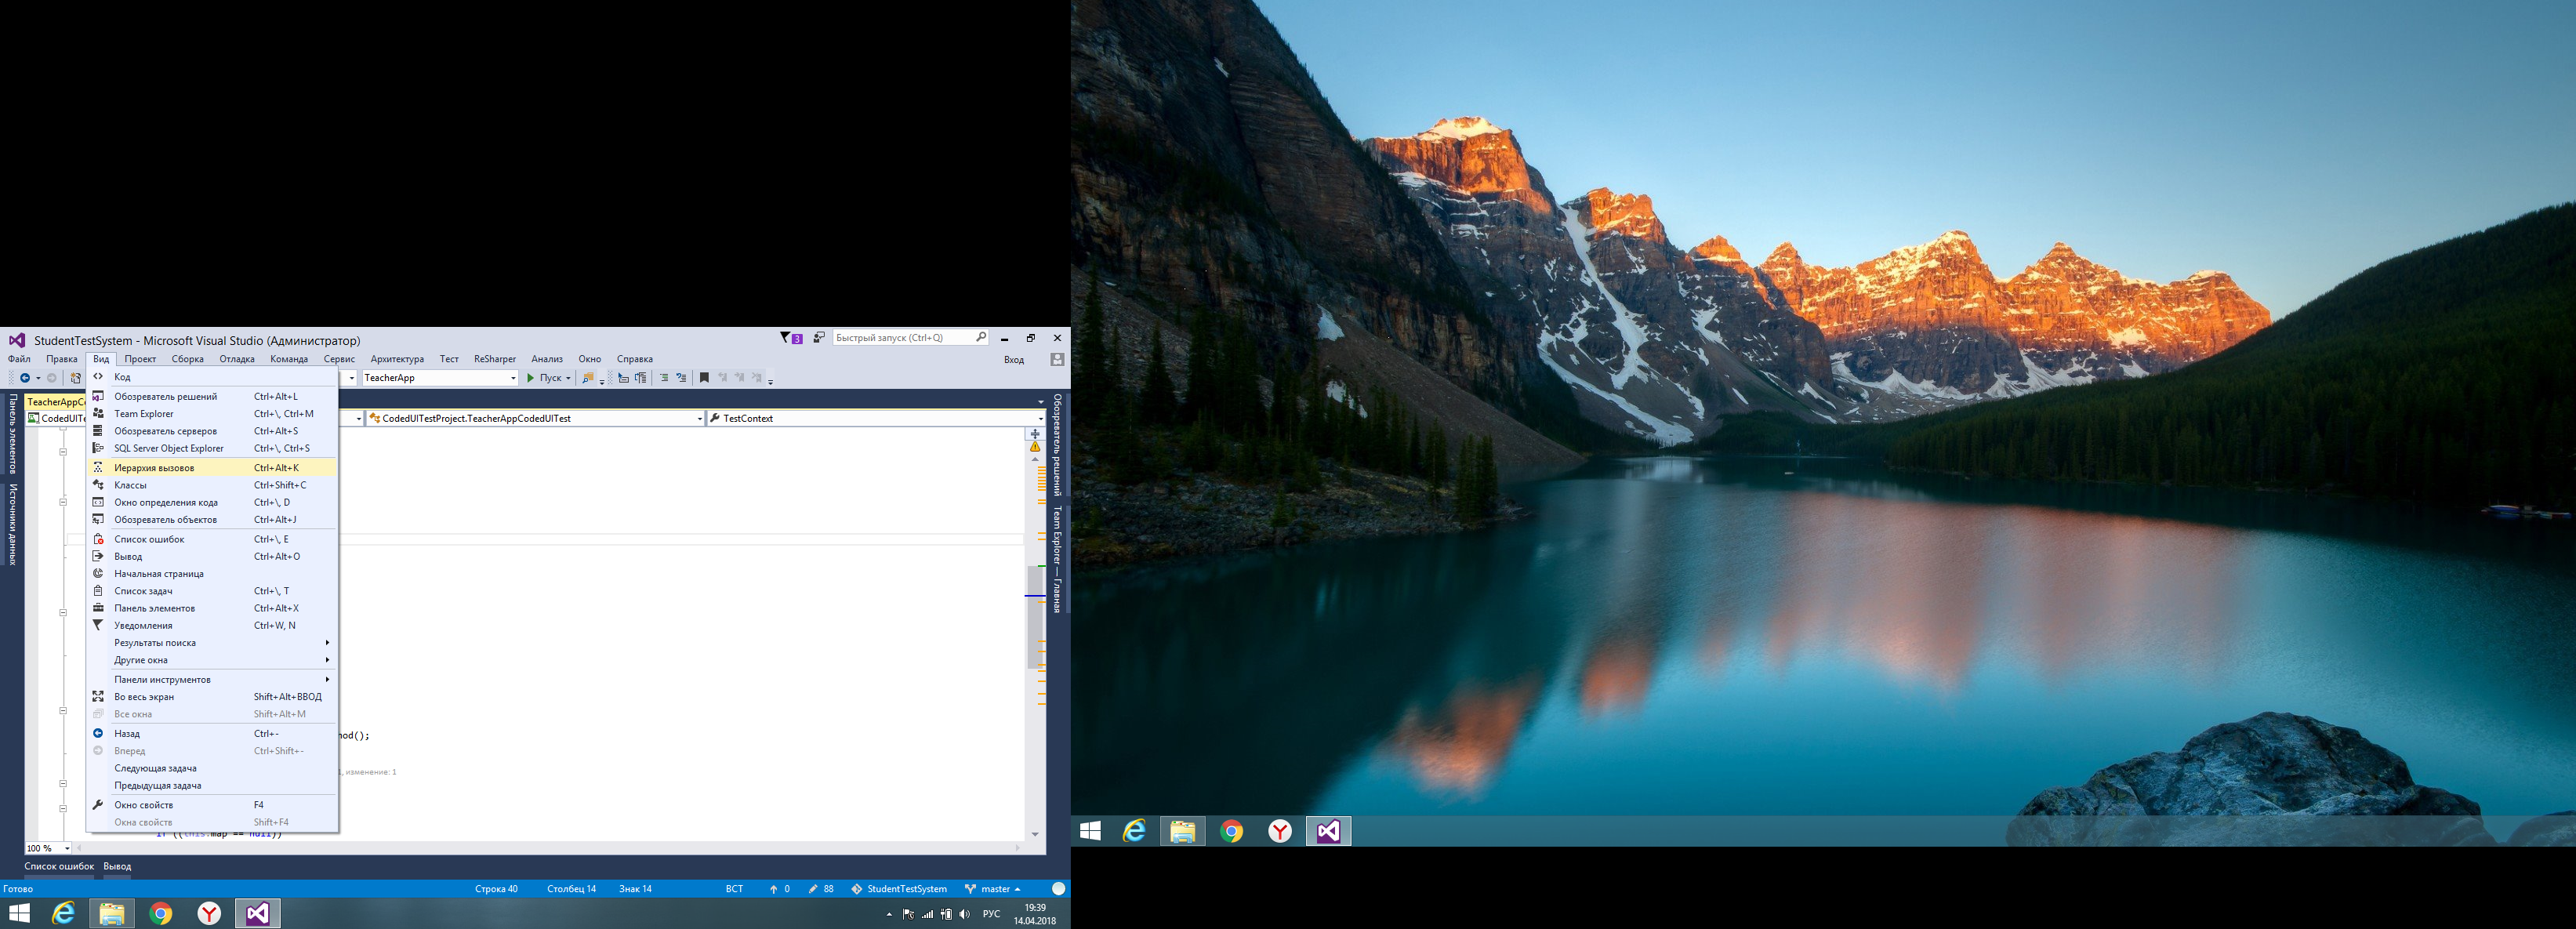 StudentTestSystem - Microsoft Visual Studio (Администратор)
3
Быстрый запуск (Ctrl+Q)
Файл Правка Вид Проект Сборка Отладка Команда Сервис Архитектура Тест ReSharper Анализ Окно Справка
Вход
TeacherApp
Пуск
TeacherAppCo
CodedUITe
CodedUITestProject.TeacherAppCodedUITest
TestContext
Панель элементов
Источники данных
Обозреватель решений
Team Explorer — Главная
Код
Обозреватель решений Ctrl+Alt+L
Team Explorer Ctrl+\, Ctrl+M
Обозреватель серверов Ctrl+Alt+S
SQL Server Object Explorer Ctrl+\, Ctrl+S
Иерархия вызовов Ctrl+Alt+K
Классы Ctrl+Shift+C
Окно определения кода Ctrl+\, D
Обозреватель объектов Ctrl+Alt+J
Список ошибок Ctrl+\, E
Вывод Ctrl+Alt+O
Начальная страница
Список задач Ctrl+\, T
Панель элементов Ctrl+Alt+X
Уведомления Ctrl+W, N
Результаты поиска
Другие окна
Панели инструментов
Во весь экран Shift+Alt+ВВОД
Все окна Shift+Alt+M
Назад Ctrl+-
Вперед Ctrl+Shift+-
Следующая задача
Предыдущая задача
Окно свойств F4
Окна свойств Shift+F4
nod();
1, изменение: 1
if ((this.map == null))
100 %
Список ошибок Вывод
Готово
Строка 40 Столбец 14 Знак 14 ВСТ 0 88 StudentTestSystem master
РУС
19:39
14.04.2018